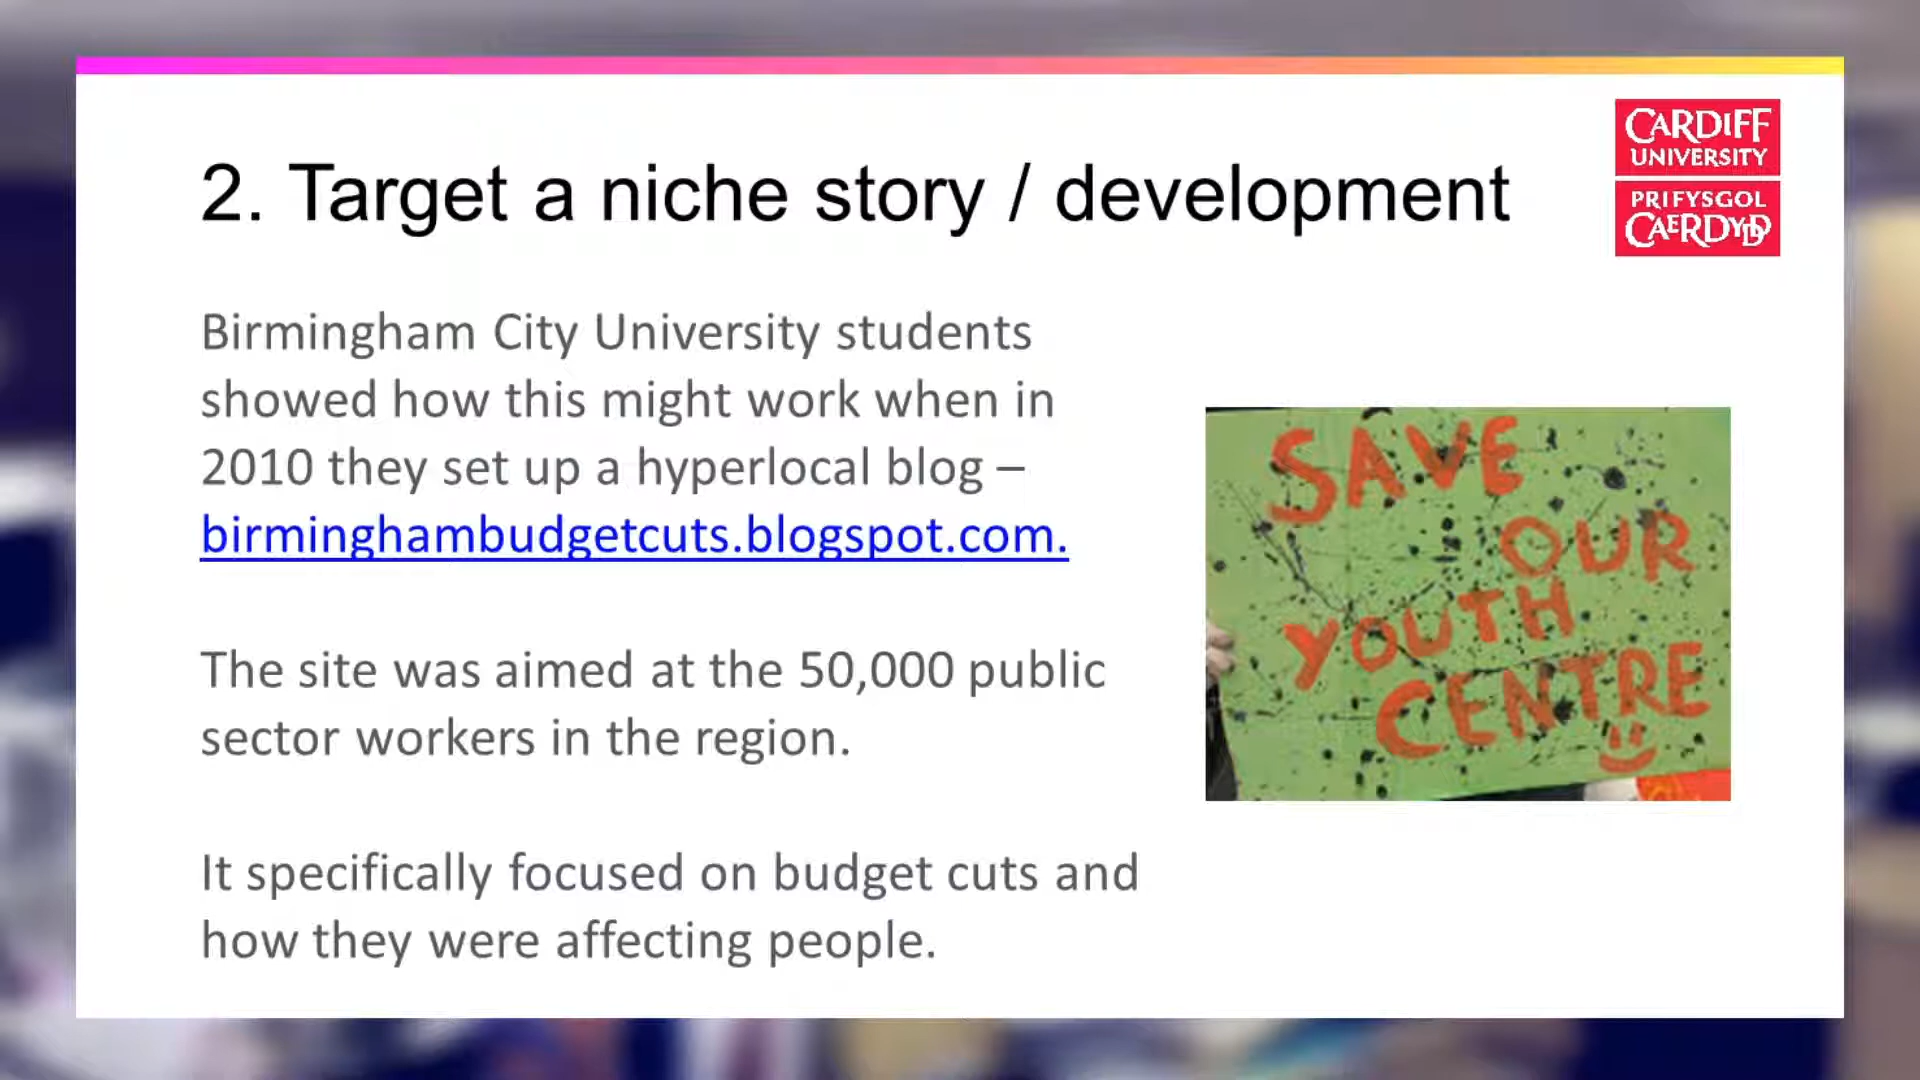 CARDIFF
UNIVERSITY
PRIFYSGOL
CAERDYDD
2. Target a niche story / development
Birmingham City University students
showed how this might work when in
2010 they set up a hyperlocal blog –
birminghambudgetcuts.blogspot.com.
The site was aimed at the 50,000 public
sector workers in the region.
It specifically focused on budget cuts and
how they were affecting people.
SAVE
OUR
YOUTH
CENTRE